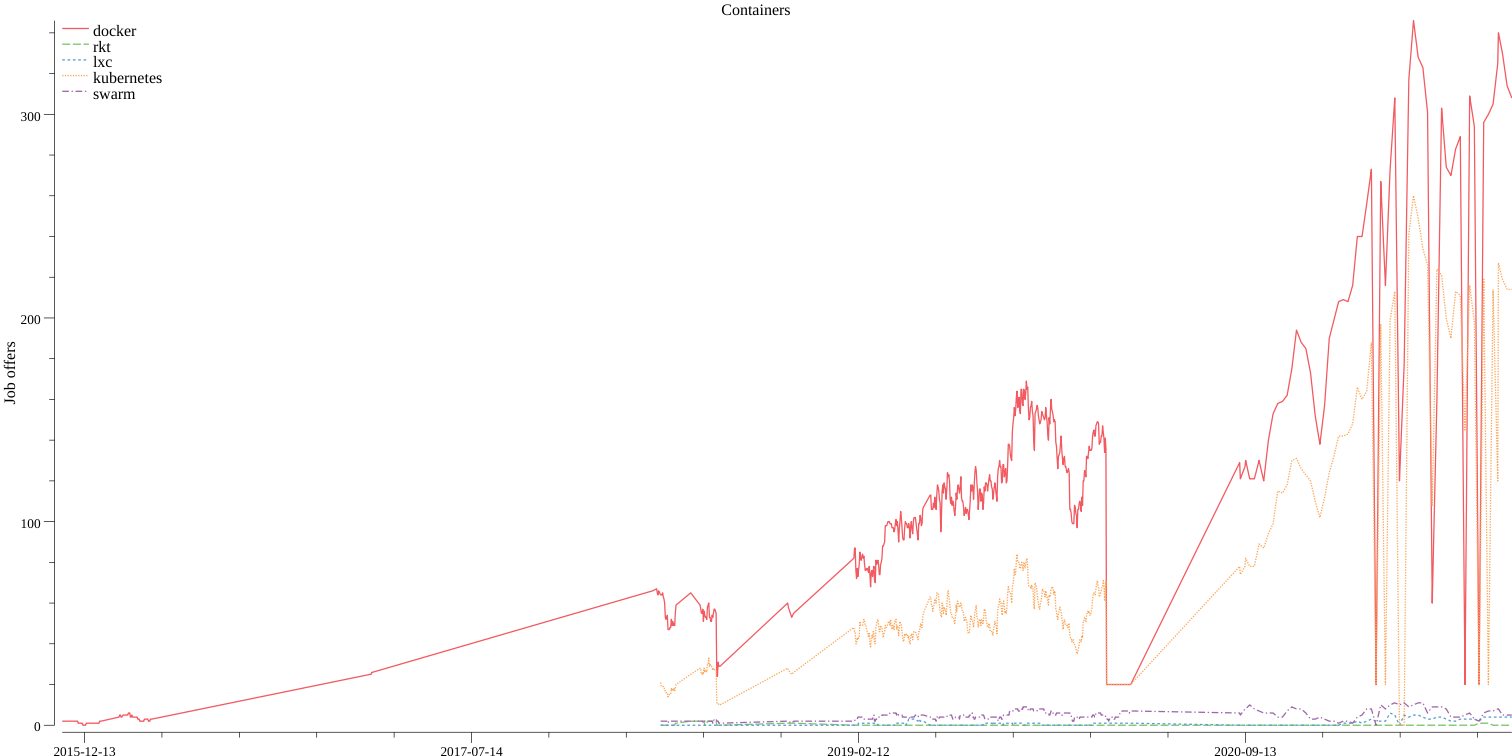 Containers
docker
rkt
lxc
kubernetes
swarm
300
200
100
0
Job offers
2015-12-13
2017-07-14
2019-02-12
2020-09-13